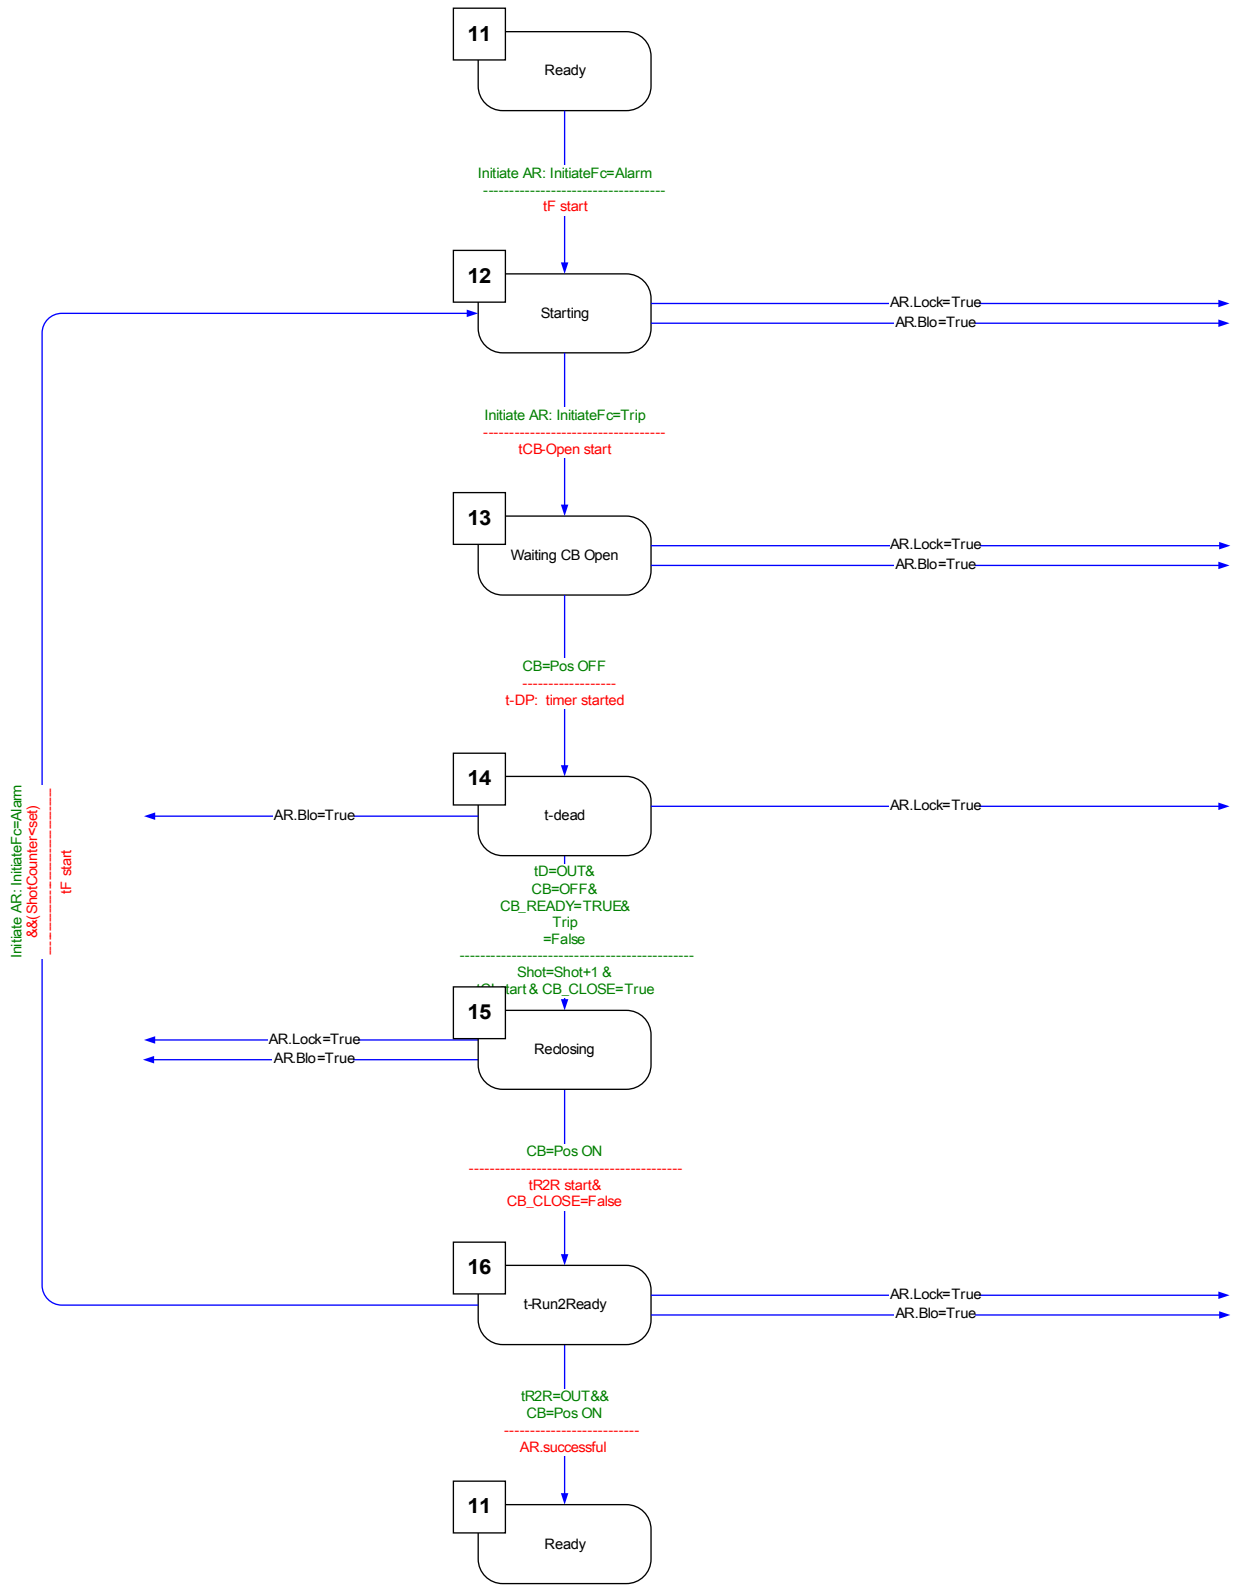 11
Ready
Initiate AR: InitiateFc=Alarm
tF start
12
Starting
AR.Lock=True
AR.Blo=True
Initiate AR: InitiateFc=Trip
tCB-Open start
13
Waiting CB Open
AR.Lock=True
AR.Blo=True
CB=Pos OFF
t-DP: timer started
14
t-dead
AR.Blo=True
AR.Lock=True
Initiate AR: InitiateFc=Alarm
&&(ShotCounter<set)
tF start
tD=OUT&
CB=OFF&
CB_READY=TRUE&
Trip
=False
Shot=Shot+1 &
& CB_CLOSE=True
15
Reclosing
AR.Lock=True
AR.Blo=True
CB=Pos ON
tR2R start&
CB_CLOSE=False
16
t-Run2Ready
AR.Lock=True
AR.Blo=True
tR2R=OUT&&
CB=Pos ON
AR.successful
11
Ready